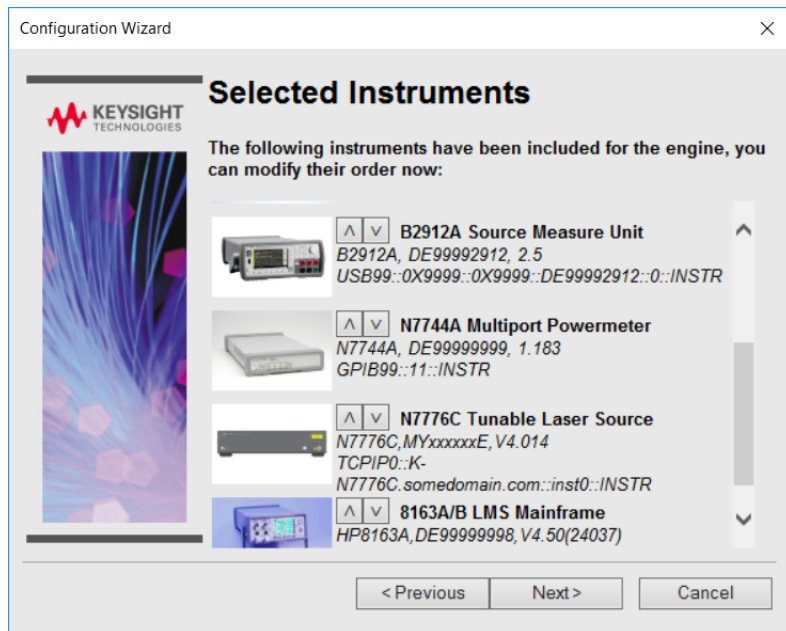 Configuration Wizard
KEYSIGHT
TECHNOLOGIES
Selected Instruments
The following instruments have been included for the engine, you
can modify their order now:
B2912A Source Measure Unit
B2912A, DE99992912, 2.5
USB99::0X9999::0X9999::DE99992912::0::INSTR
N7744A Multiport Powermeter
N7744A, DE99999999, 1.183
GPIB99::11::INSTR
N7776C Tunable Laser Source
N7776C,MYxxxxxxE,V4.014
TCPIP0::K-
N7776C.somedomain.com::inst0::INSTR
8163A/B LMS Mainframe
HP8163A,DE99999998,V4.50(24037)
< Previous
Next >
Cancel